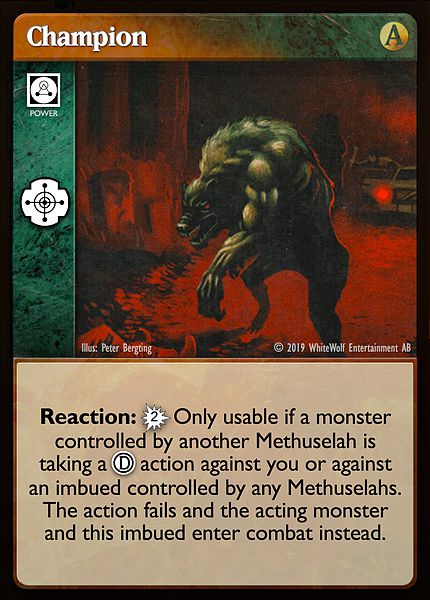 Champion
A
POWER
Illus: Peter Bergting
© 2019 WhiteWolf Entertainment AB
Reaction: 2 Only usable if a monster
controlled by another Methuselah is
taking a D action against you or against
an imbued controlled by any Methuselahs.
The action fails and the acting monster
and this imbued enter combat instead.